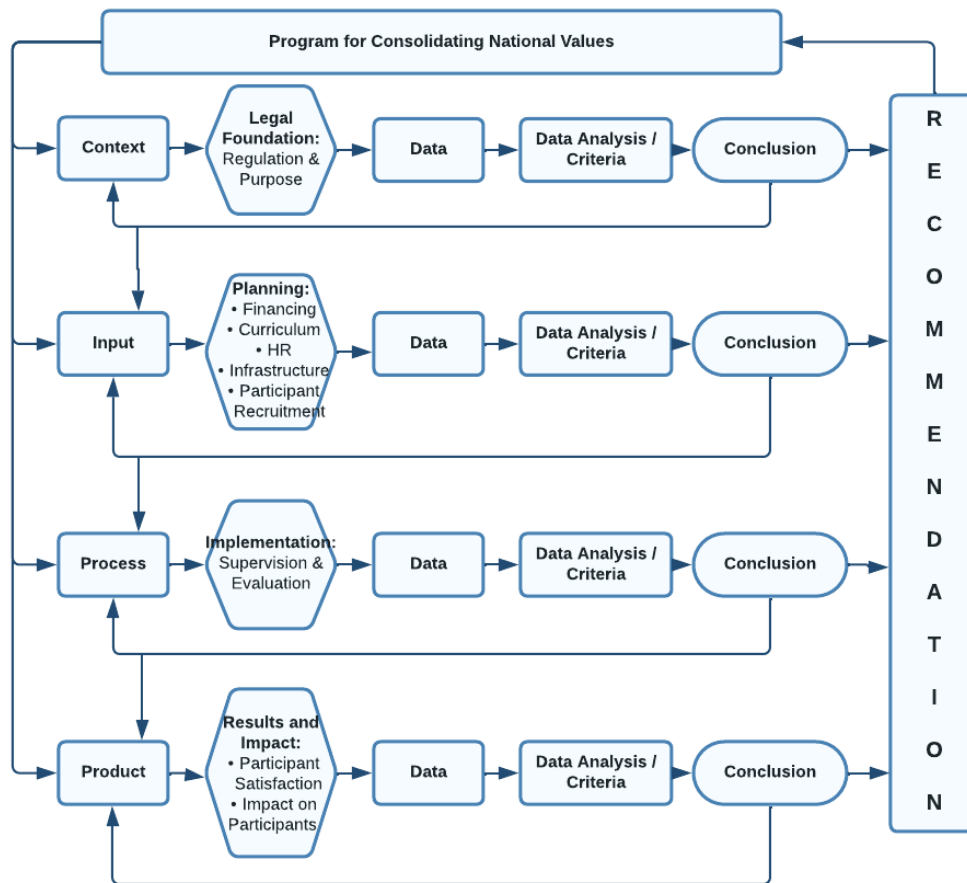 Program for Consolidating National Values
Context
Legal
Foundation:
Regulation &
Purpose
Data
Data Analysis /
Criteria
Conclusion
Input
Planning:
• Financing
• Curriculum
• HR
• Infrastructure
• Participant
Recruitment
Data
Data Analysis /
Criteria
Conclusion
Process
Implementation:
Supervision &
Evaluation
Data
Data Analysis /
Criteria
Conclusion
Product
Results and
Impact:
• Participant
Satisfaction
• Impact on
Participants
Data
Data Analysis /
Criteria
Conclusion
R
E
C
O
M
M
E
N
D
A
T
I
O
N